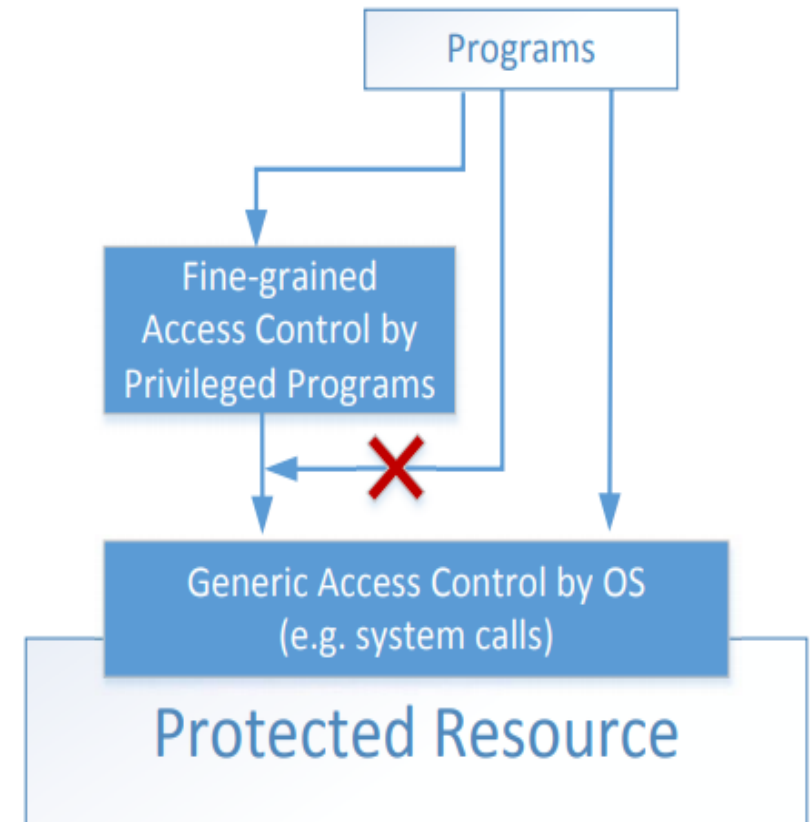 Programs
Fine-grained
Access Control by
Privileged Programs
Generic Access Control by OS
(e.g. system calls)
Protected Resource